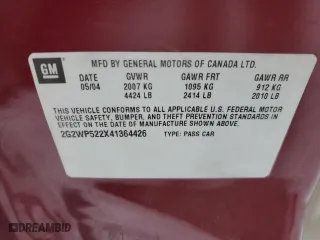 GM
MFD BY GENERAL MOTORS OF CANADA LTD.
DATE GVWR GAWR FRT GAWR RR
05/04 2007 KG 1095 KG 912 KG
4424 LB 2414 LB 2010 LB
THIS VEHICLE CONFORMS TO ALL APPLICABLE U.S. FEDERAL MOTOR
VEHICLE SAFETY, BUMPER, AND THEFT PREVENTION STANDARDS IN
EFFECT ON THE DATE OF MANUFACTURE SHOWN ABOVE.
2G2WP522X41364426 TYPE: PASS CAR